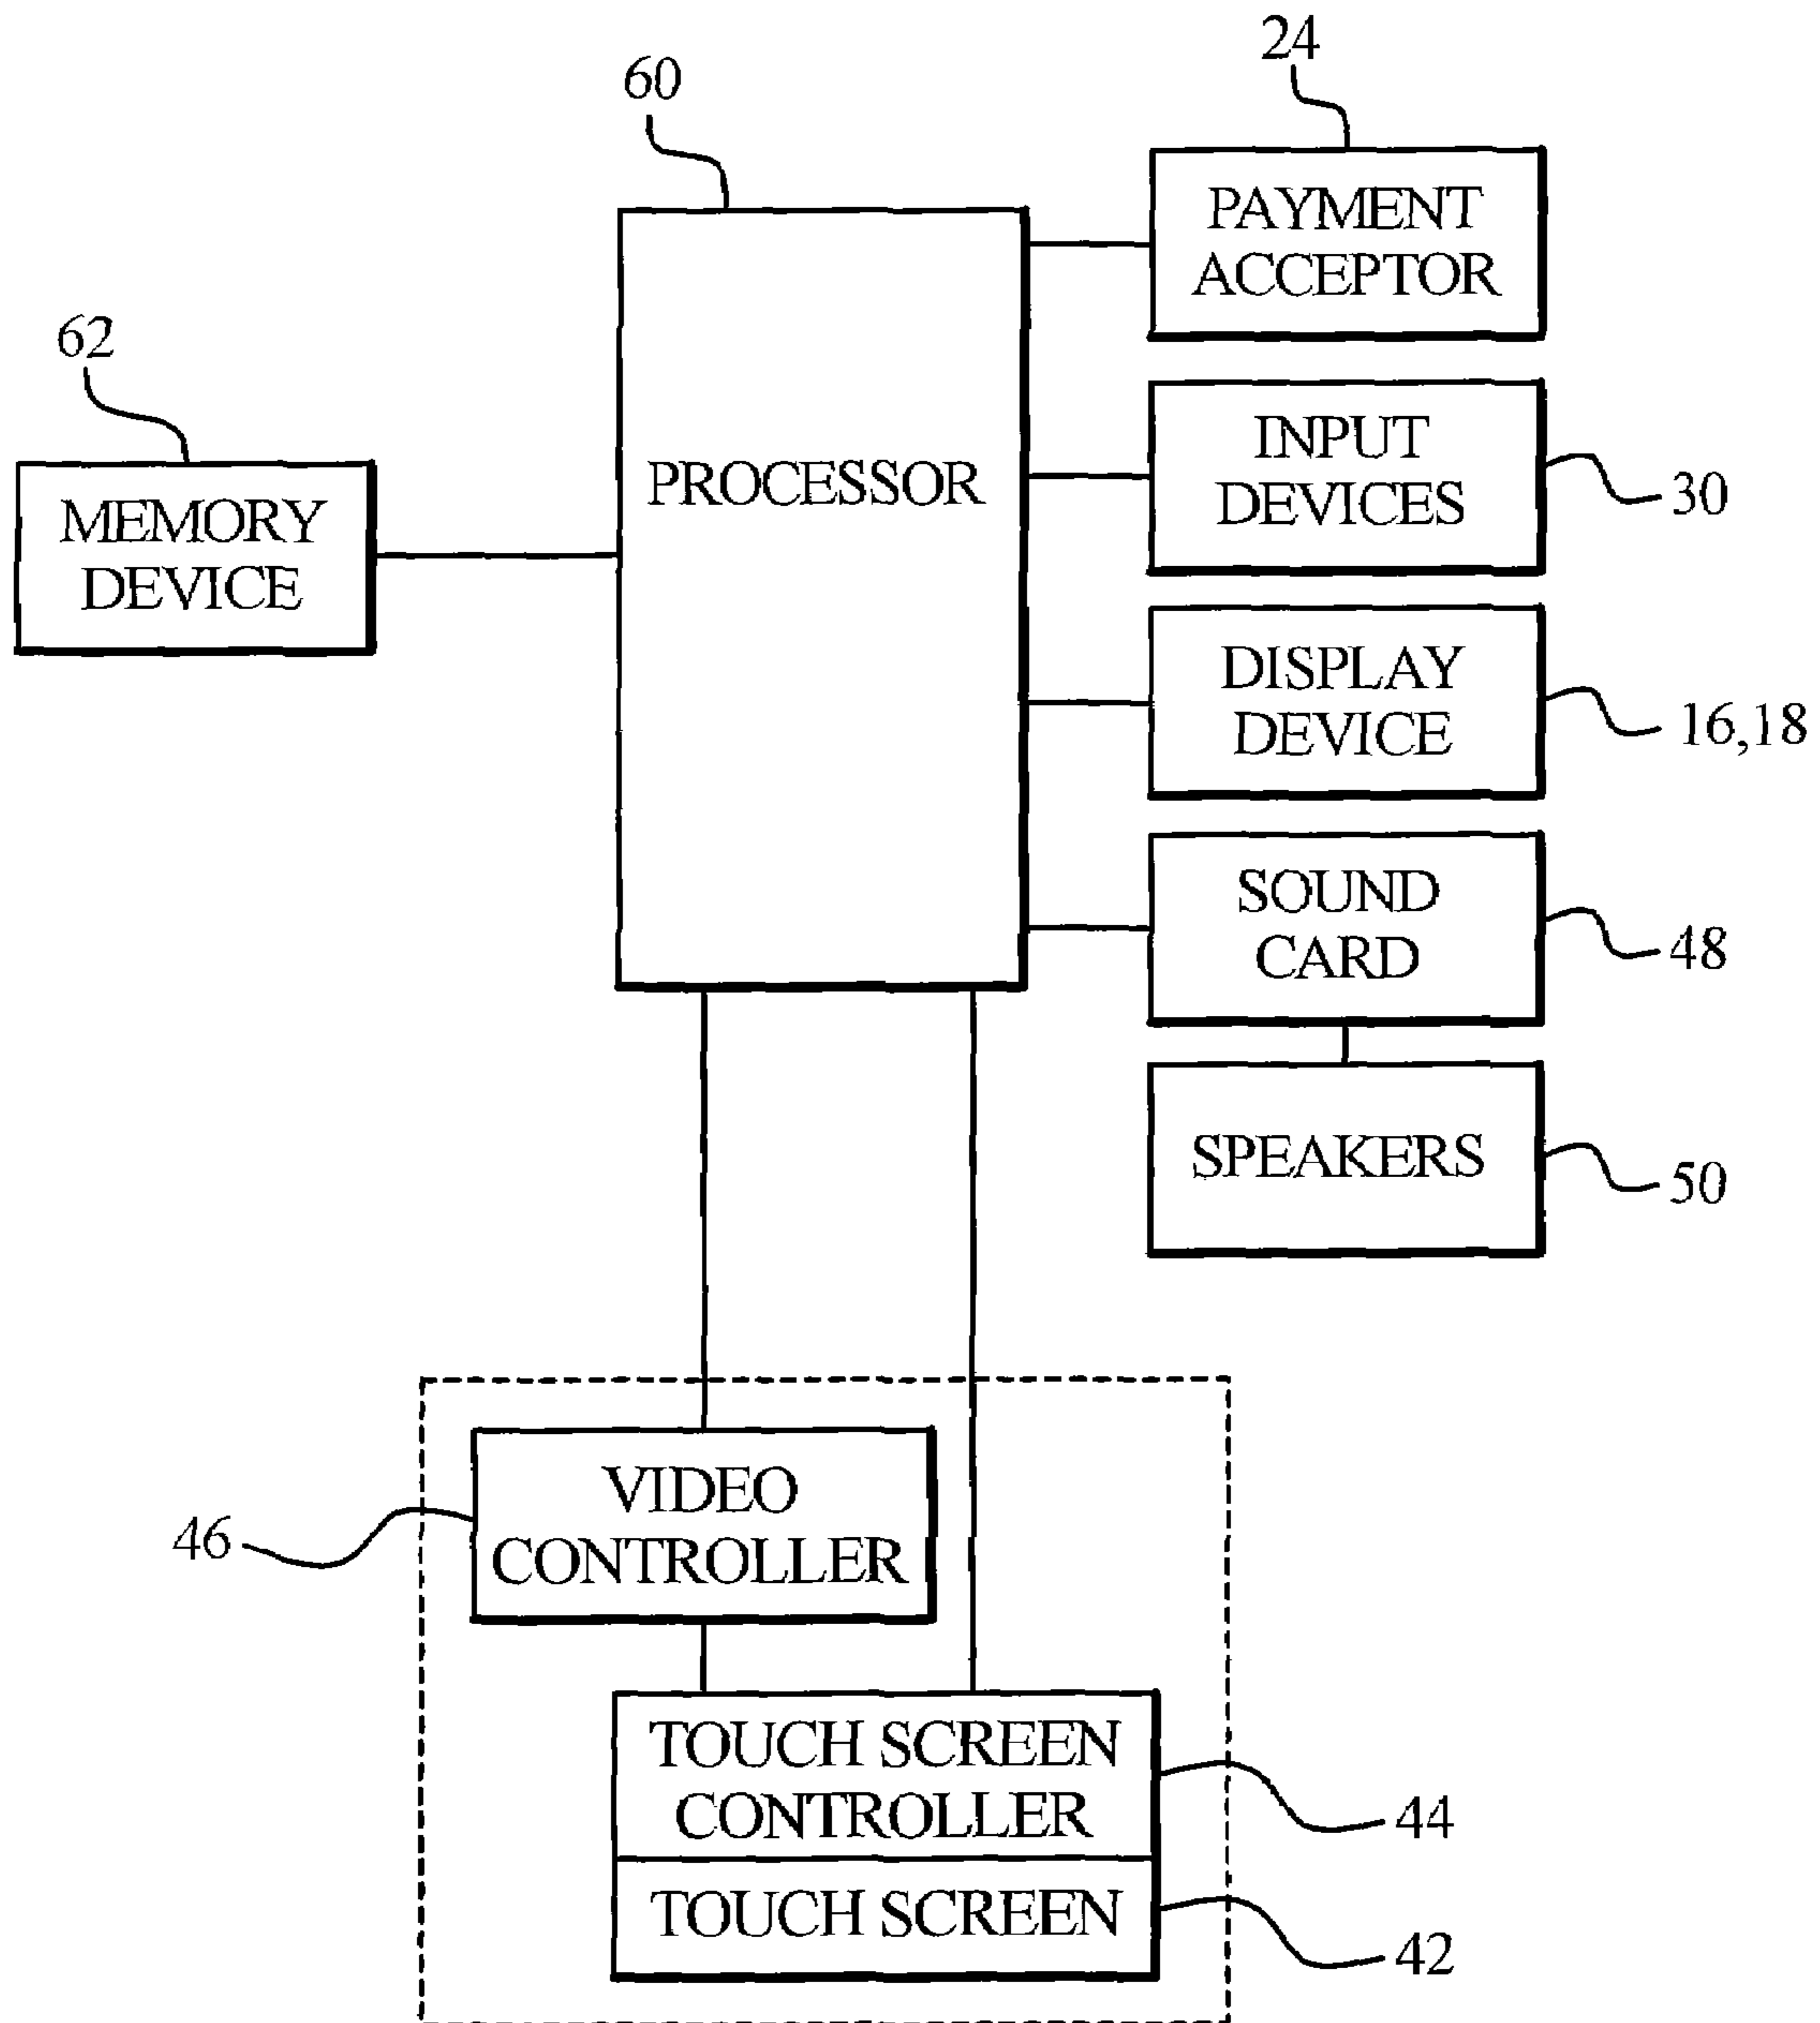 24
60
PAYMENT
ACCEPTOR
62
INPUT
DEVICES
30
PROCESSOR
MEMORY
DEVICE
DISPLAY
DEVICE
16,18
SOUND
CARD
48
SPEAKERS
50
VIDEO
CONTROLLER
46
TOUCH SCREEN
CONTROLLER
44
TOUCH SCREEN
42